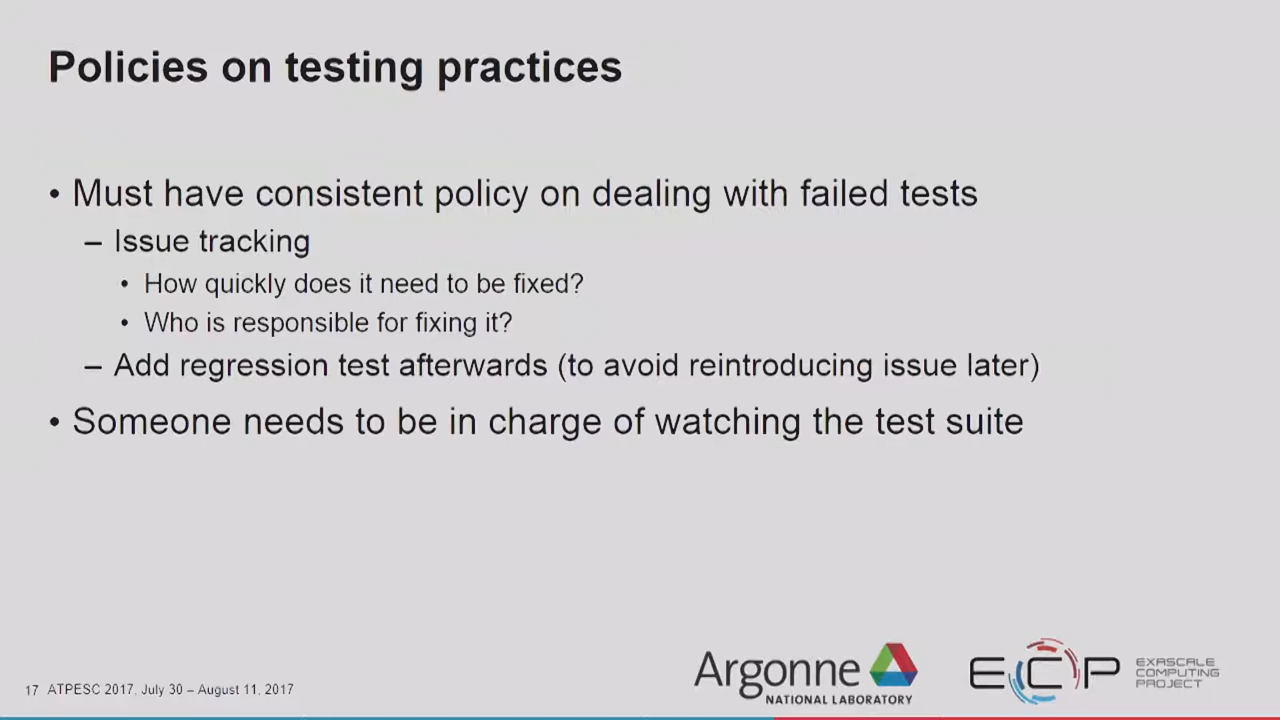 Policies on testing practices
• Must have consistent policy on dealing with failed tests
– Issue tracking
• How quickly does it need to be fixed?
• Who is responsible for fixing it?
– Add regression test afterwards (to avoid reintroducing issue later)
• Someone needs to be in charge of watching the test suite
17 ATPESC 2017, July 30 – August 11, 2017
Argonne
NATIONAL LABORATORY
ECP
EXASCALE
COMPUTING
PROJECT